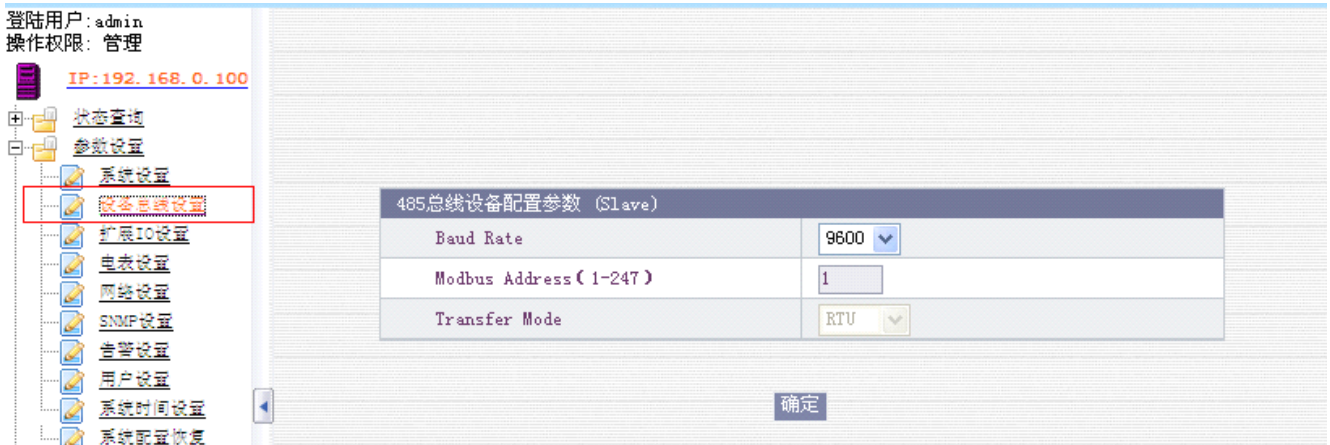 登陆用户:admin
操作权限: 管理
IP:192.168.0.100
状态查询
参数设置
系统设置
设备总线设置
扩展IO设置
电表设置
网络设置
SNMP设置
告警设置
用户设置
系统时间设置
系统配置恢复
485总线设备配置参数 (Slave)
Baud Rate
9600
Modbus Address(1-247)
1
Transfer Mode
RTU
确定